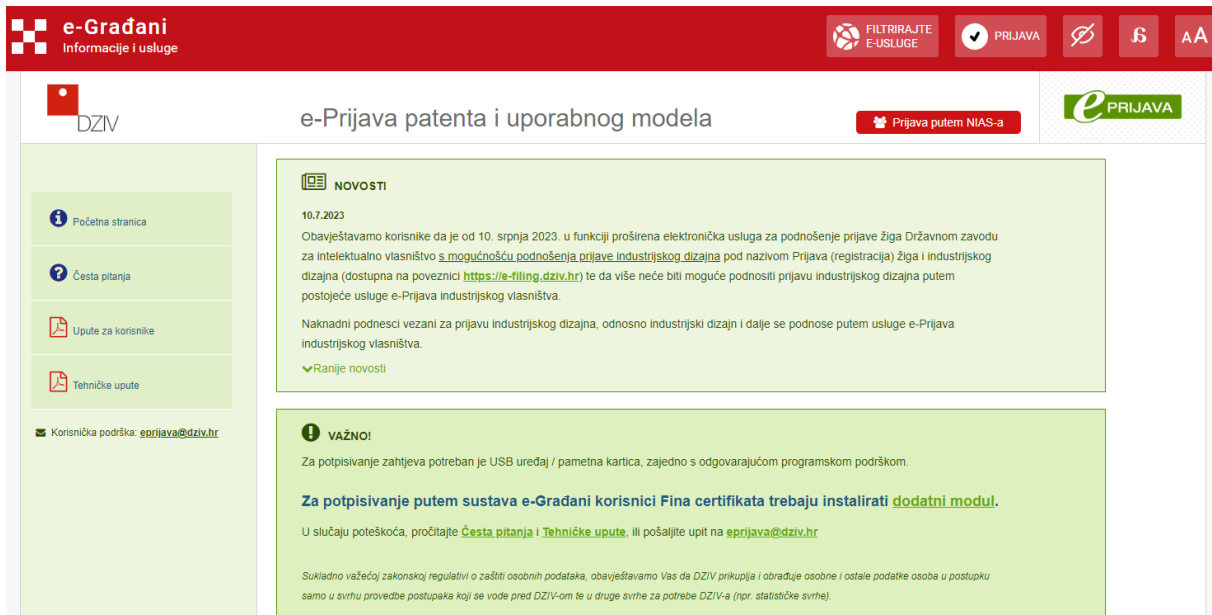 e-Građani
Informacije i usluge
FILTRIRAJTE
E-USLUGE
PRIJAVA
AA
DZIV
e-Prijava patenta i uporabnog modela
Prijava putem NIAS-a
e PRIJAVA
Početna stranica
Česta pitanja
Upute za korisnike
Tehničke upute
Korisnička podrška: eprijava@dziv.hr
NOVOSTI
10.7.2023
Obavještavamo korisnike da je od 10. srpnja 2023. u funkciji proširena elektronička usluga za podnošenje prijave žiga Državnom zavodu
za intelektualno vlasništvo s mogućnošću podnošenja prijave industrijskog dizajna pod nazivom Prijava (registracija) žiga i industrijskog
dizajna (dostupna na poveznici https://e-filing.dziv.hr) te da više neće biti moguće podnositi prijavu industrijskog dizajna putem
postojeće usluge e-Prijava industrijskog vlasništva.
Naknadni podnesci vezani za prijavu industrijskog dizajna, odnosno industrijski dizajn i dalje se podnose putem usluge e-Prijava
industrijskog vlasništva.
Ranije novosti
VAŽNO!
Za potpisivanje zahtjeva potreban je USB uređaj / pametna kartica, zajedno s odgovarajućom programskom podrškom.
Za potpisivanje putem sustava e-Građani korisnici Fina certifikata trebaju instalirati dodatni modul.
U slučaju poteškoća, pročitajte Česta pitanja i Tehničke upute, ili pošaljite upit na eprijava@dziv.hr
Sukladno važećoj zakonskoj regulativi o zaštiti osobnih podataka, obavještavamo Vas da DZIV prikuplja i obrađuje osobne i ostale podatke osoba u postupku
samo u svrhu provedbe postupaka koji se vode pred DZIV-om te u druge svrhe za potrebe DZIV-a (npr. statističke svrhe).